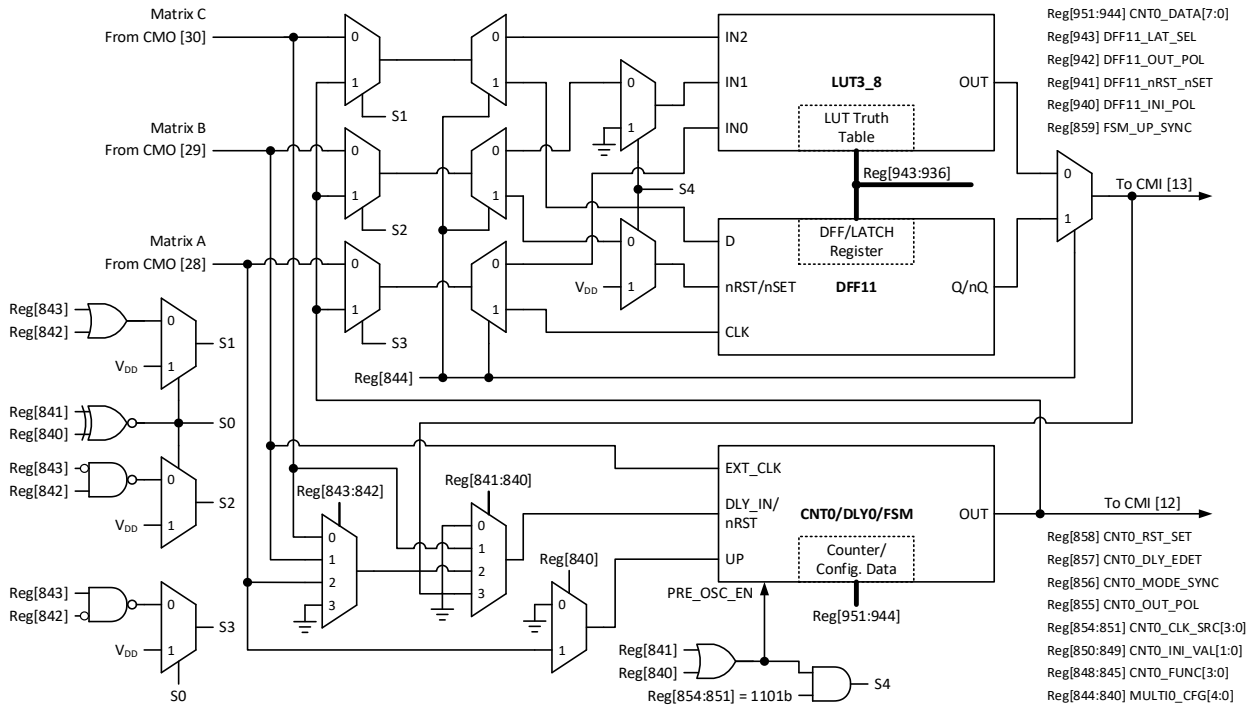 Matrix C
From CMO [30]
Matrix B
From CMO [29]
Matrix A
From CMO [28]
0
1
S1
0
1
S2
0
1
S3
0
1
0
1
0
1
0
1
S4
0
V_DD
1
IN2
IN1
IN0
LUT3_8
OUT
LUT Truth
Table
Reg[943:936]
DFF/LATCH
Register
D
nRST/nSET
CLK
DFF11
Q/nQ
0
1
To CMI [13]
Reg[951:944] CNT0_DATA[7:0]
Reg[943] DFF11_LAT_SEL
Reg[942] DFF11_OUT_POL
Reg[941] DFF11_nRST_nSET
Reg[940] DFF11_INI_POL
Reg[859] FSM_UP_SYNC
Reg[844]
Reg[843]
Reg[842]
0
V_DD
1
S1
Reg[841]
Reg[840]
S0
Reg[843]
Reg[842]
0
V_DD
1
S2
Reg[843]
Reg[842]
0
V_DD
1
S3
S0
Reg[843:842]
0
1
2
3
Reg[841:840]
0
1
2
3
Reg[840]
0
1
EXT_CLK
DLY_IN/
nRST
UP
CNT0/DLY0/FSM
OUT
Counter/
Config. Data
PRE_OSC_EN
Reg[951:944]
Reg[841]
Reg[840]
Reg[854:851] = 1101b
S4
To CMI [12]
Reg[858] CNT0_RST_SET
Reg[857] CNT0_DLY_EDET
Reg[856] CNT0_MODE_SYNC
Reg[855] CNT0_OUT_POL
Reg[854:851] CNT0_CLK_SRC[3:0]
Reg[850:849] CNT0_INI_VAL[1:0]
Reg[848:845] CNT0_FUNC[3:0]
Reg[844:840] MULTI0_CFG[4:0]